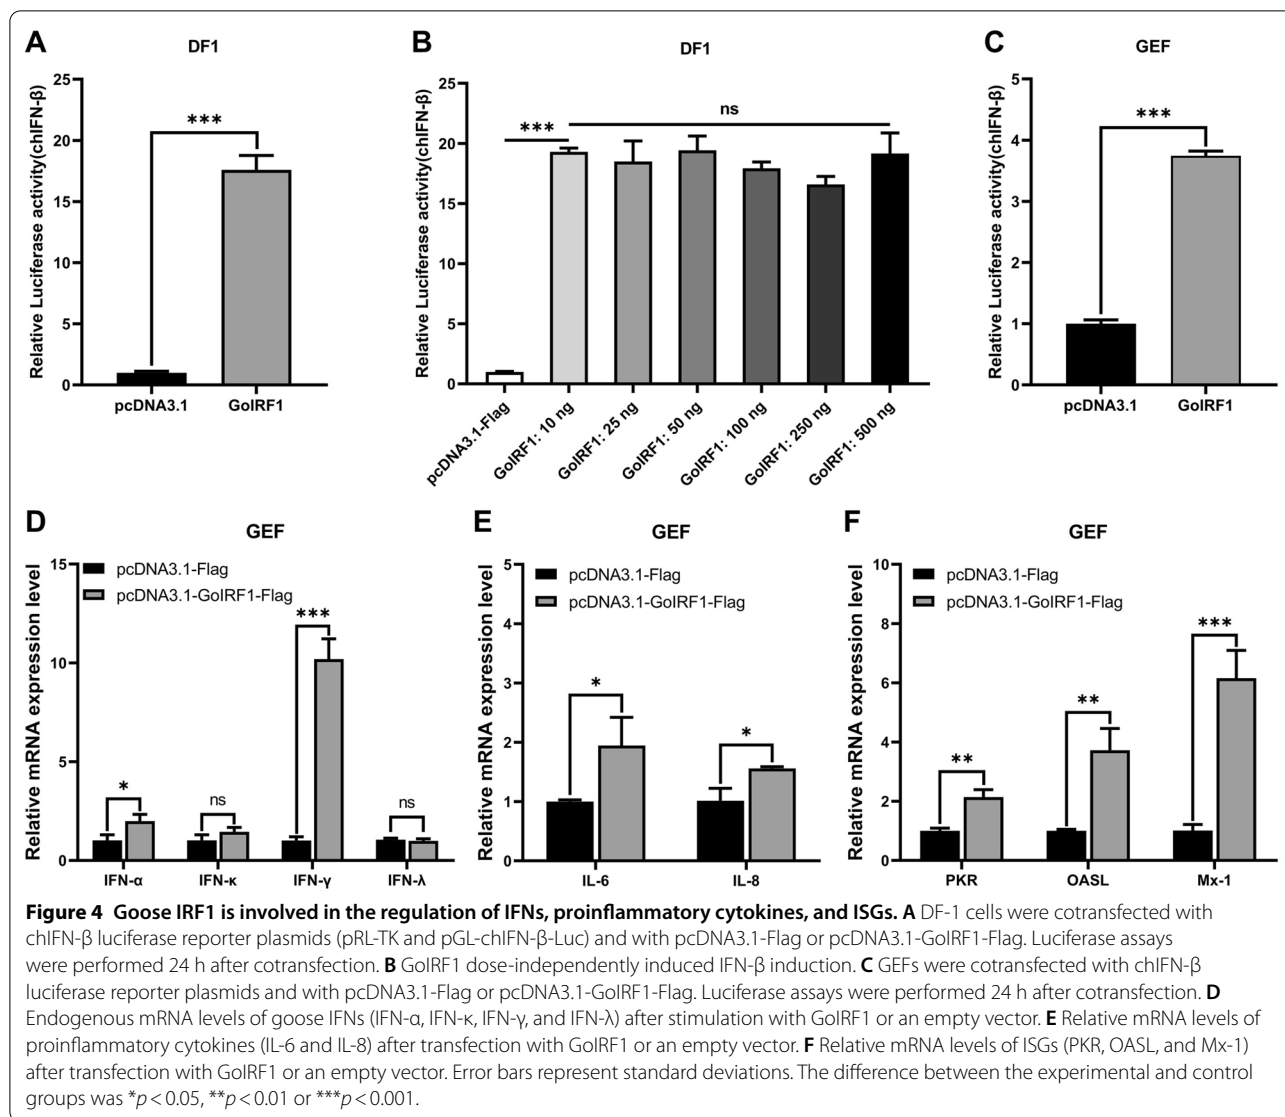 A
DF1
Relative Luciferase activity(chIFN-β)
25
20
15
10
5
0
***
pcDNA3.1
GoIRF1
B
DF1
Relative Luciferase activity(chIFN-β)
25
20
15
10
5
0
***
ns
pcDNA3.1-Flag
GoIRF1: 10 ng
GoIRF1: 25 ng
GoIRF1: 50 ng
GoIRF1: 100 ng
GoIRF1: 250 ng
GoIRF1: 500 ng
C
GEF
Relative Luciferase activity(chIFN-β)
5
4
3
2
1
0
***
pcDNA3.1
GoIRF1
D
GEF
Relative mRNA expression level
15
10
5
0
pcDNA3.1-Flag
pcDNA3.1-GoIRF1-Flag
*
ns
***
ns
IFN-α
IFN-κ
IFN-γ
IFN-λ
E
GEF
Relative mRNA expression level
5
4
3
2
1
0
pcDNA3.1-Flag
pcDNA3.1-GoIRF1-Flag
*
*
IL-6
IL-8
F
GEF
Relative mRNA expression level
10
8
6
4
2
0
pcDNA3.1-Flag
pcDNA3.1-GoIRF1-Flag
**
**
***
PKR
OASL
Mx-1
Figure 4 Goose IRF1 is involved in the regulation of IFNs, proinflammatory cytokines, and ISGs. A DF-1 cells were cotransfected with
chIFN-β luciferase reporter plasmids (pRL-TK and pGL-chIFN-β-Luc) and with pcDNA3.1-Flag or pcDNA3.1-GoIRF1-Flag. Luciferase assays
were performed 24 h after cotransfection. B GoIRF1 dose-independently induced IFN-β induction. C GEFs were cotransfected with chIFN-β
luciferase reporter plasmids and with pcDNA3.1-Flag or pcDNA3.1-GoIRF1-Flag. Luciferase assays were performed 24 h after cotransfection. D
Endogenous mRNA levels of goose IFNs (IFN-α, IFN-κ, IFN-γ, and IFN-λ) after stimulation with GoIRF1 or an empty vector. E Relative mRNA levels of
proinflammatory cytokines (IL-6 and IL-8) after transfection with GoIRF1 or an empty vector. F Relative mRNA levels of ISGs (PKR, OASL, and Mx-1)
after transfection with GoIRF1 or an empty vector. Error bars represent standard deviations. The difference between the experimental and control
groups was *p < 0.05, **p < 0.01 or ***p < 0.001.